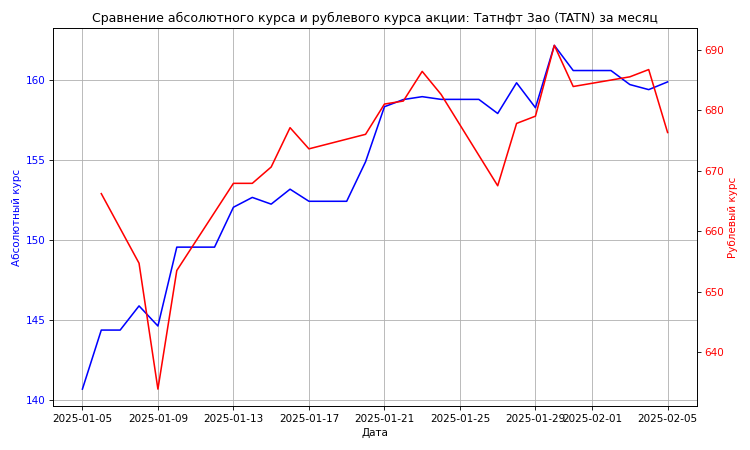 Сравнение абсолютного курса и рублевого курса акции: Татнфт 3ао (TATN) за месяц
Абсолютный курс
160
155
150
145
140
690
680
670
660
650
640
Рублевый курс
2025-01-05 2025-01-09 2025-01-13 2025-01-17 2025-01-21 2025-01-25 2025-01-29 2025-02-01 2025-02-05
Дата